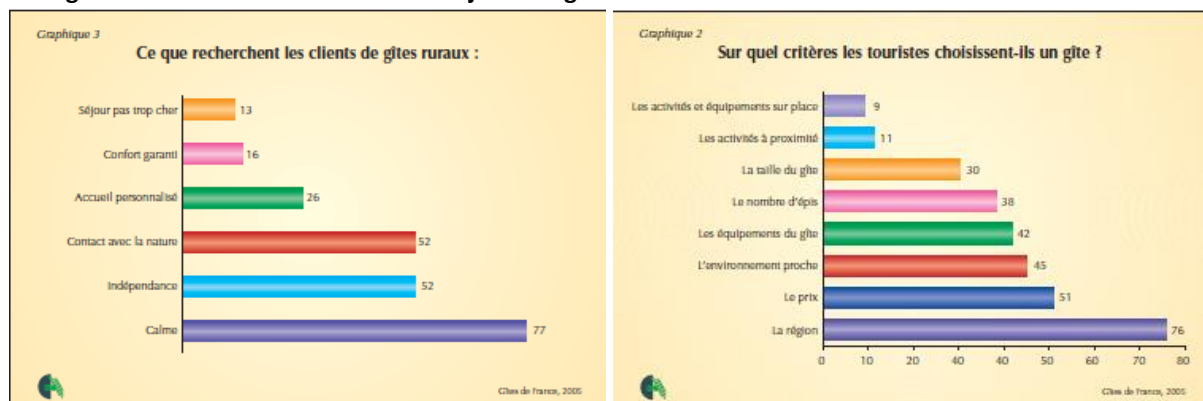 Graphique 3
Ce que recherchent les clients de gîtes ruraux :
Séjour pas trop cher 13
Confort garanti 16
Accueil personnalisé 26
Contact avec la nature 52
Indépendance 52
Calme 77
Gîtes de France, 2005
Graphique 2
Sur quel critères les touristes choisissent-ils un gîte ?
Les activités et équipements sur place 9
Les activités à proximité 11
La taille du gîte 30
Le nombre d'épis 38
Les équipements du gîte 42
L'environnement proche 45
Le prix 51
La région 76
0 10 20 40 40 50 60 70 80
Gîtes de France, 2005